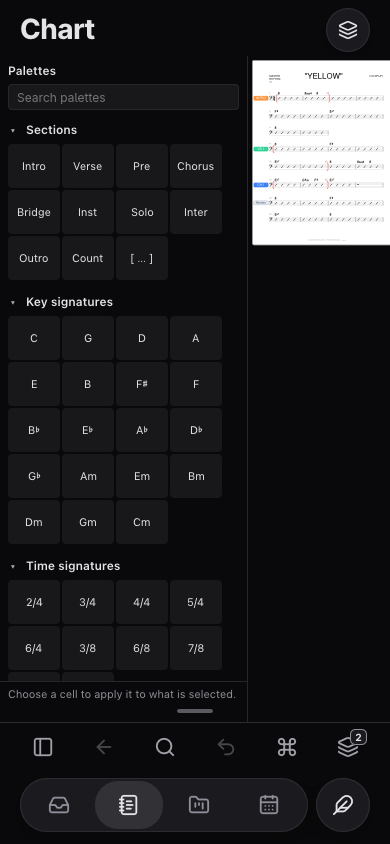 Chart
Palettes
Search palettes
Sections
Intro Verse Pre Chorus
Bridge Inst Solo Inter
Outro Count [ ... ]
Key signatures
C G D A
E B F# F
B♭ E♭ A♭ D♭
G♭ Am Em Bm
Dm Gm Cm
Time signatures
2/4 3/4 4/4 5/4
6/4 3/8 6/8 7/8
Choose a cell to apply it to what is selected.
"YELLOW"
2